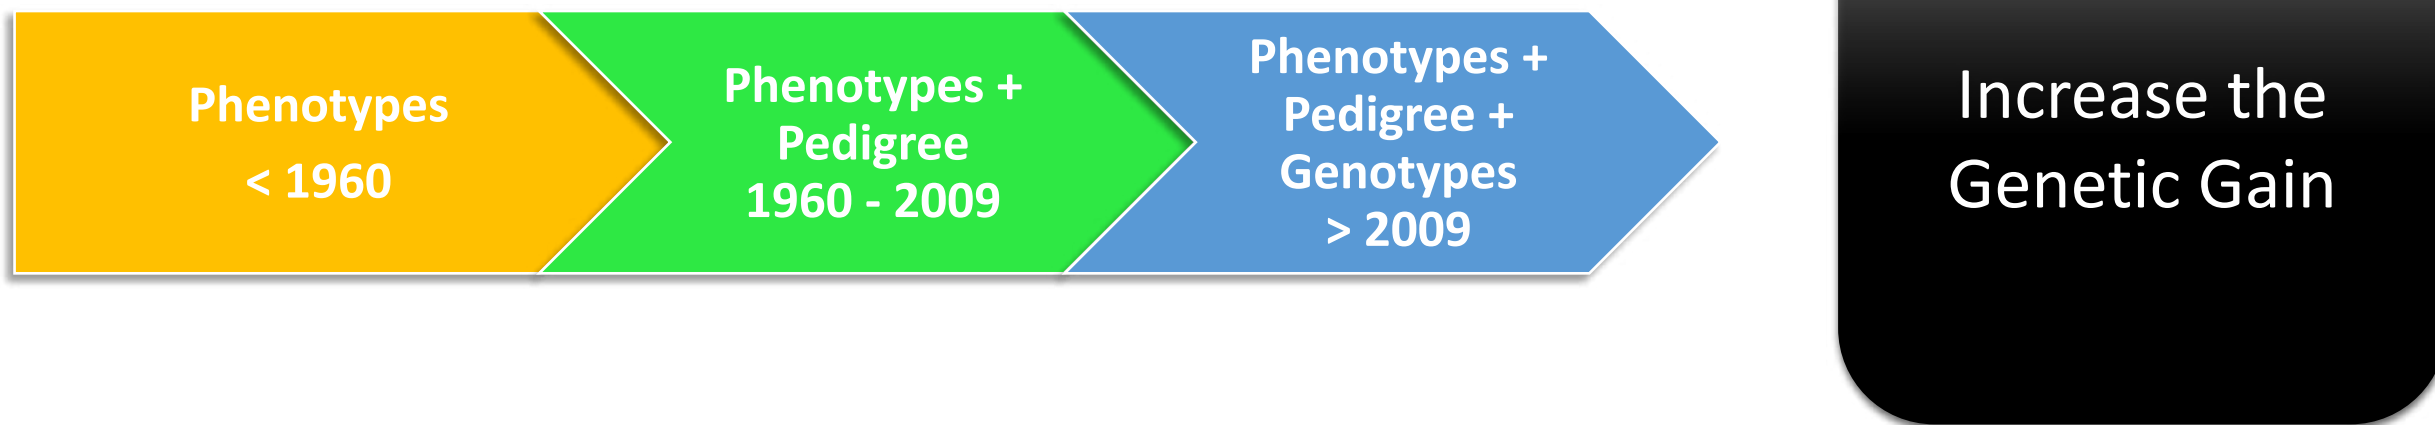 Phenotypes
< 1960
Phenotypes +
Pedigree
1960 - 2009
Phenotypes +
Pedigree +
Genotypes
> 2009
Increase the
Genetic Gain